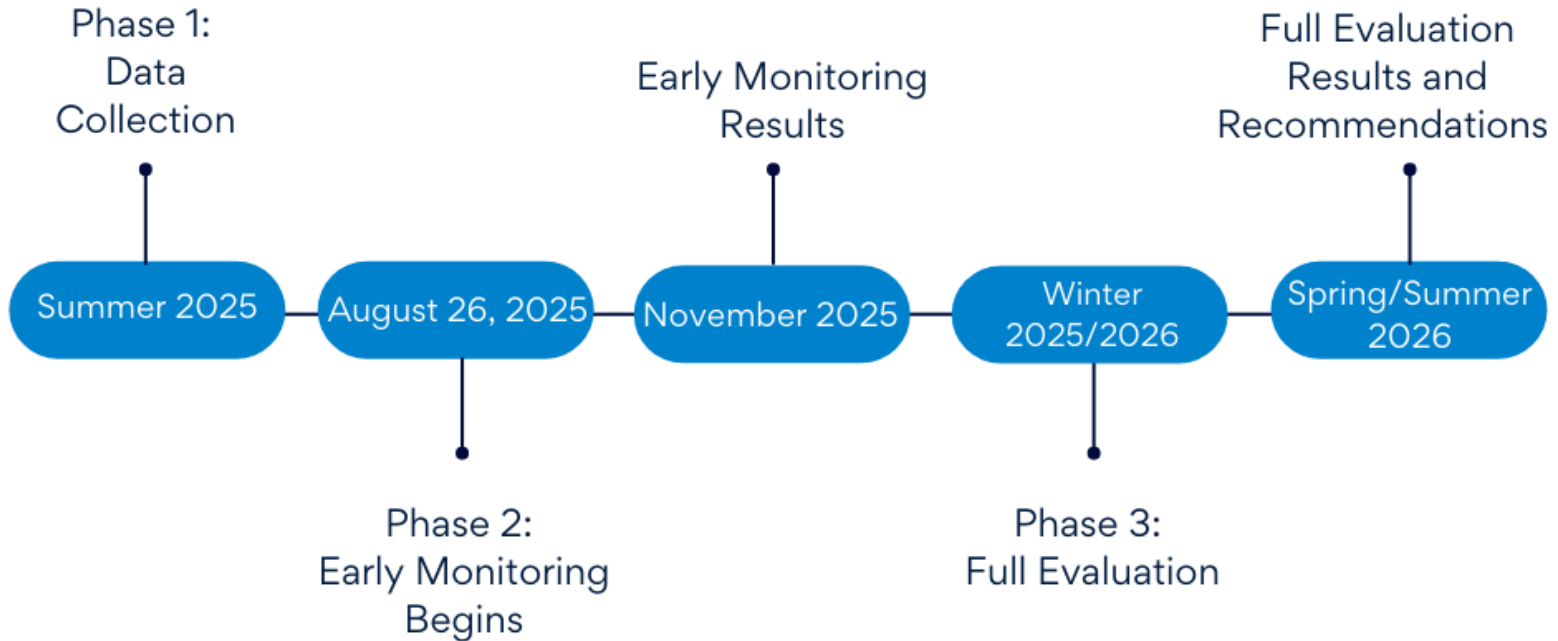 Phase 1:
Data
Collection
Early Monitoring
Results
Full Evaluation
Results and
Recommendations
Summer 2025
August 26, 2025
November 2025
Winter
2025/2026
Spring/Summer
2026
Phase 2:
Early Monitoring
Begins
Phase 3:
Full Evaluation